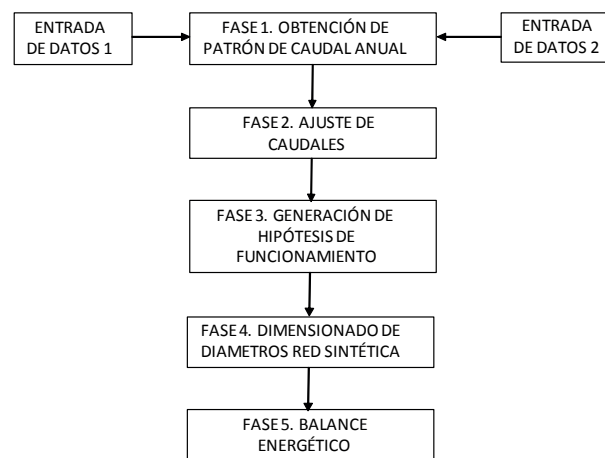 ENTRADA
DE DATOS 1
FASE 1. OBTENCIÓN DE
PATRÓN DE CAUDAL ANUAL
ENTRADA
DE DATOS 2
FASE 2. AJUSTE DE
CAUDALES
FASE 3. GENERACIÓN DE
HIPÓTESIS DE
FUNCIONAMIENTO
FASE 4. DIMENSIONADO DE
DIAMETROS RED SINTÉTICA
FASE 5. BALANCE
ENERGÉTICO